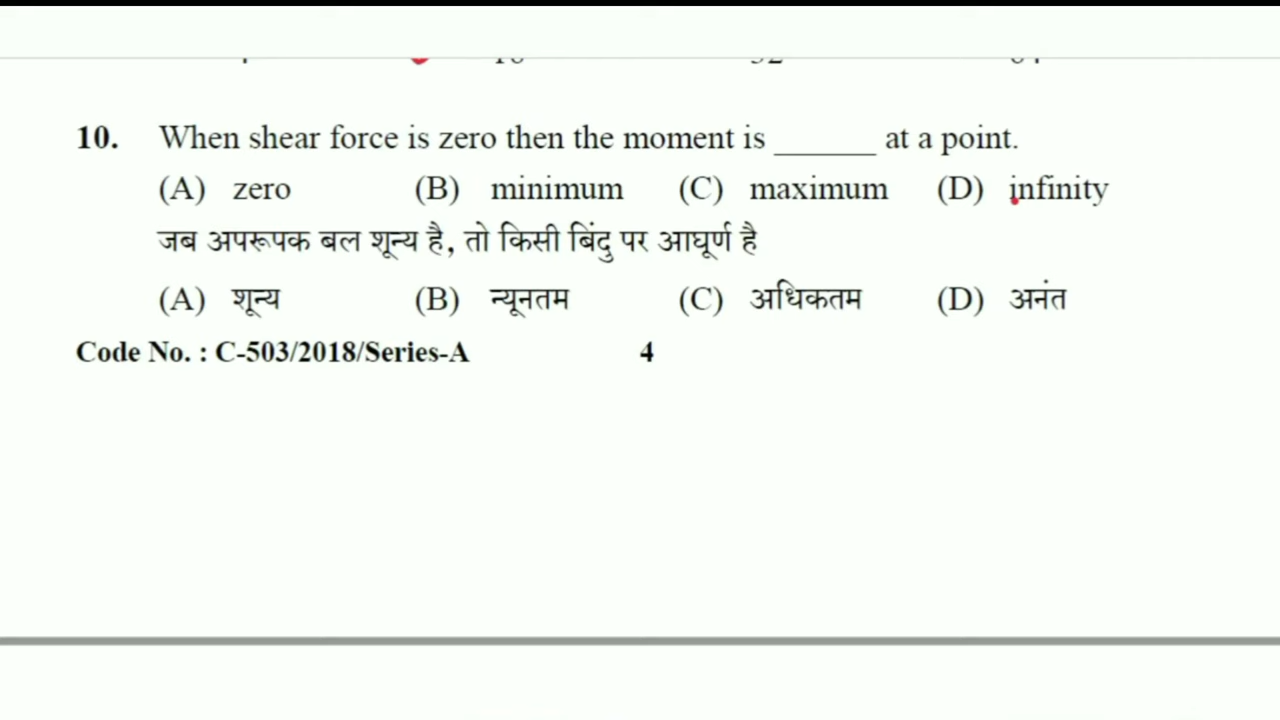 10. When shear force is zero then the moment is ______ at a point.
(A) zero (B) minimum (C) maximum (D) infinity
जब अपरूपक बल शून्य है, तो किसी बिंदु पर आघूर्ण है
(A) शून्य (B) न्यूनतम (C) अधिकतम (D) अनंत
Code No. : C-503/2018/Series-A 4